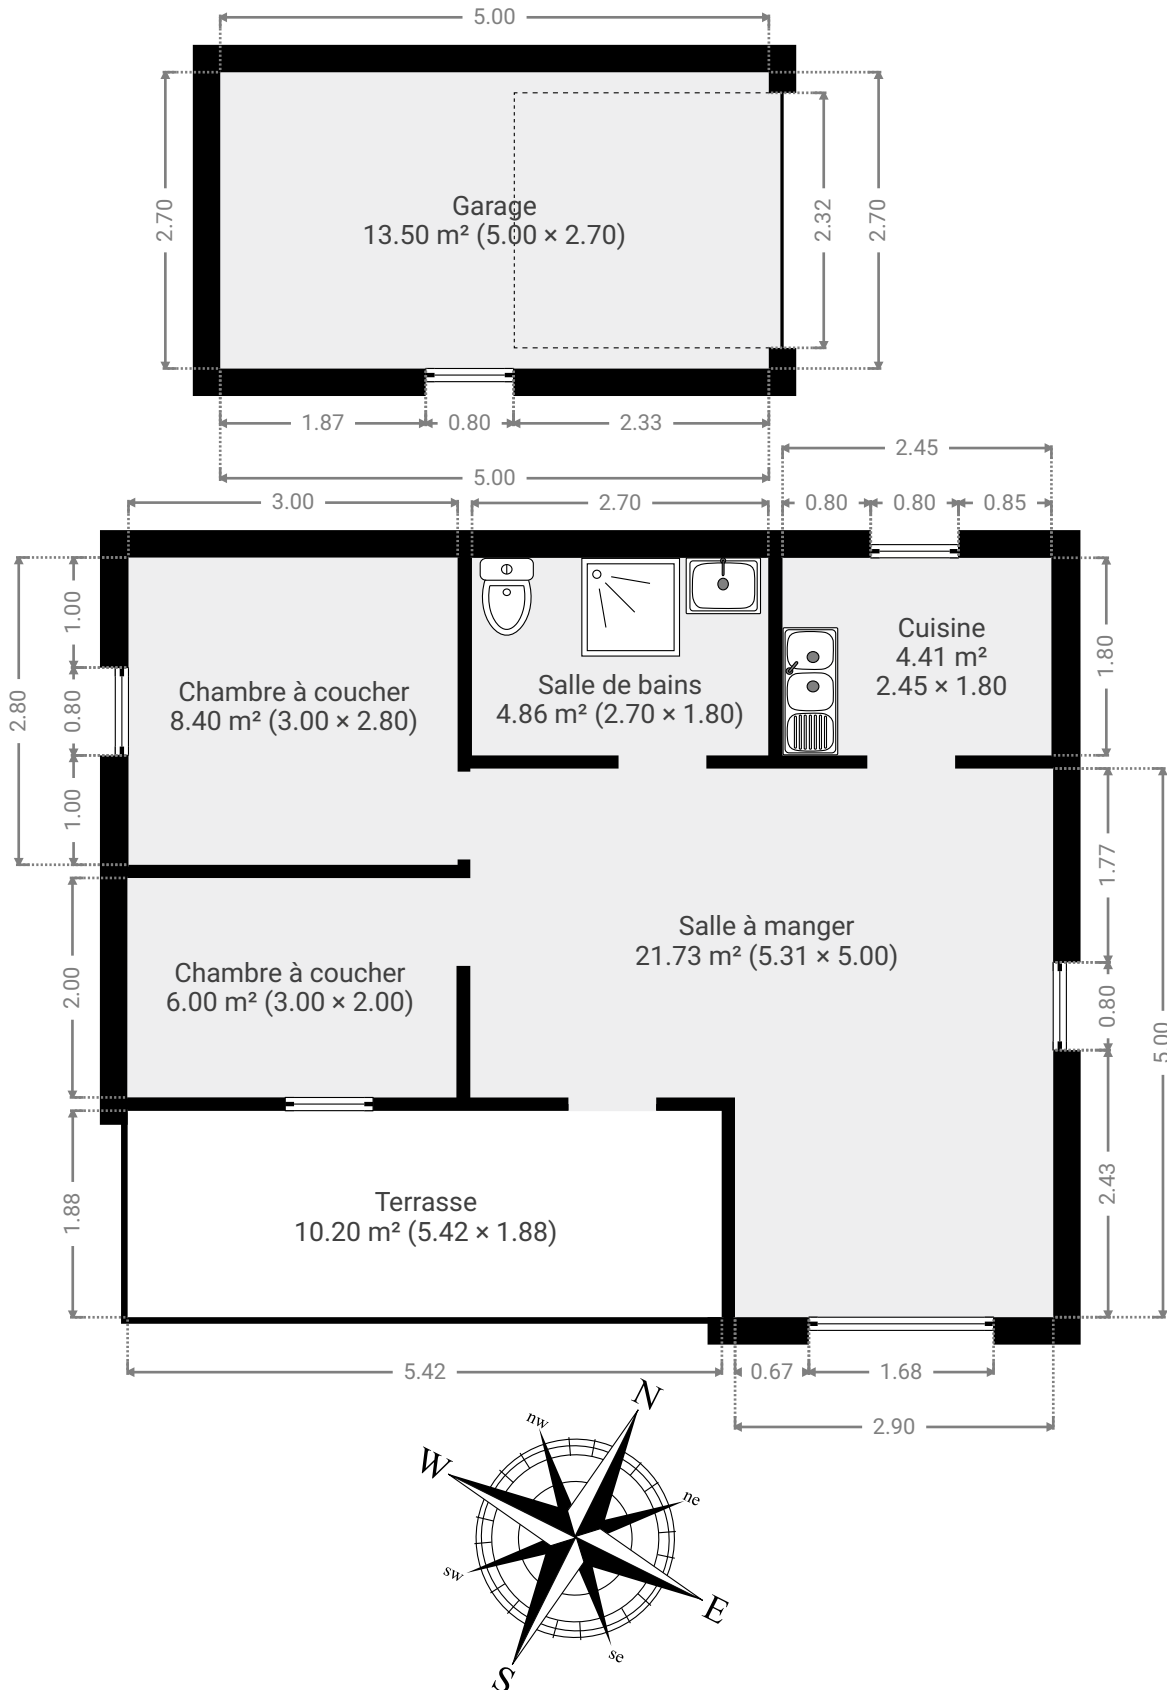 5.00
2.70
Garage
13.50 m² (5.00 × 2.70)
2.32
2.70
1.87
0.80
2.33
5.00
2.45
3.00
2.70
0.80
0.80
0.85
1.00
2.80
0.80
1.00
Chambre à coucher
8.40 m² (3.00 × 2.80)
Salle de bains
4.86 m² (2.70 × 1.80)
Cuisine
4.41 m²
2.45 × 1.80
1.80
1.77
Salle à manger
21.73 m² (5.31 × 5.00)
2.00
Chambre à coucher
6.00 m² (3.00 × 2.00)
0.80
5.00
2.43
1.88
Terrasse
10.20 m² (5.42 × 1.88)
5.42
0.67
1.68
2.90
N
nw
W
ne
sw
E
se
S